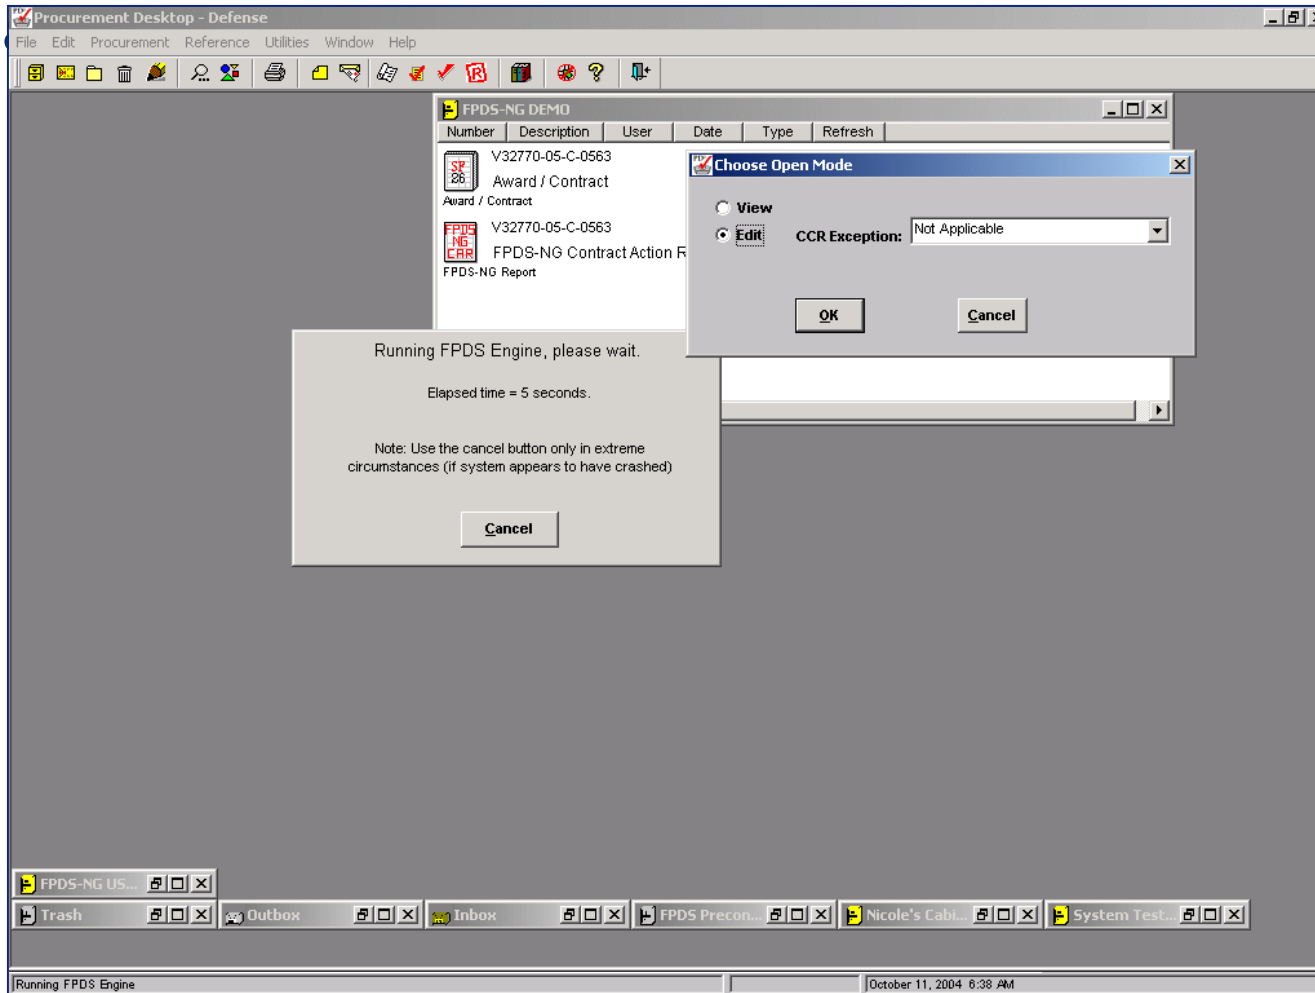 Procurement Desktop - Defense
File Edit Procurement Reference Utilities Window Help
FPDS-NG DEMO
Number Description User Date Type Refresh
V32770-05-C-0563
SF
26
Award / Contract
Award / Contract
V32770-05-C-0563
FPDS
NG
CAR
FPDS-NG Contract Action R
FPDS-NG Report
Choose Open Mode
View
Edit
CCR Exception: Not Applicable
OK Cancel
Running FPDS Engine, please wait.
Elapsed time = 5 seconds.
Note: Use the cancel button only in extreme
circumstances (if system appears to have crashed)
Cancel
FPDS-NG US...
Trash Outbox Inbox FPDS Precon... Nicole's Cabi... System Test...
Running FPDS Engine October 11, 2004 6:38 AM